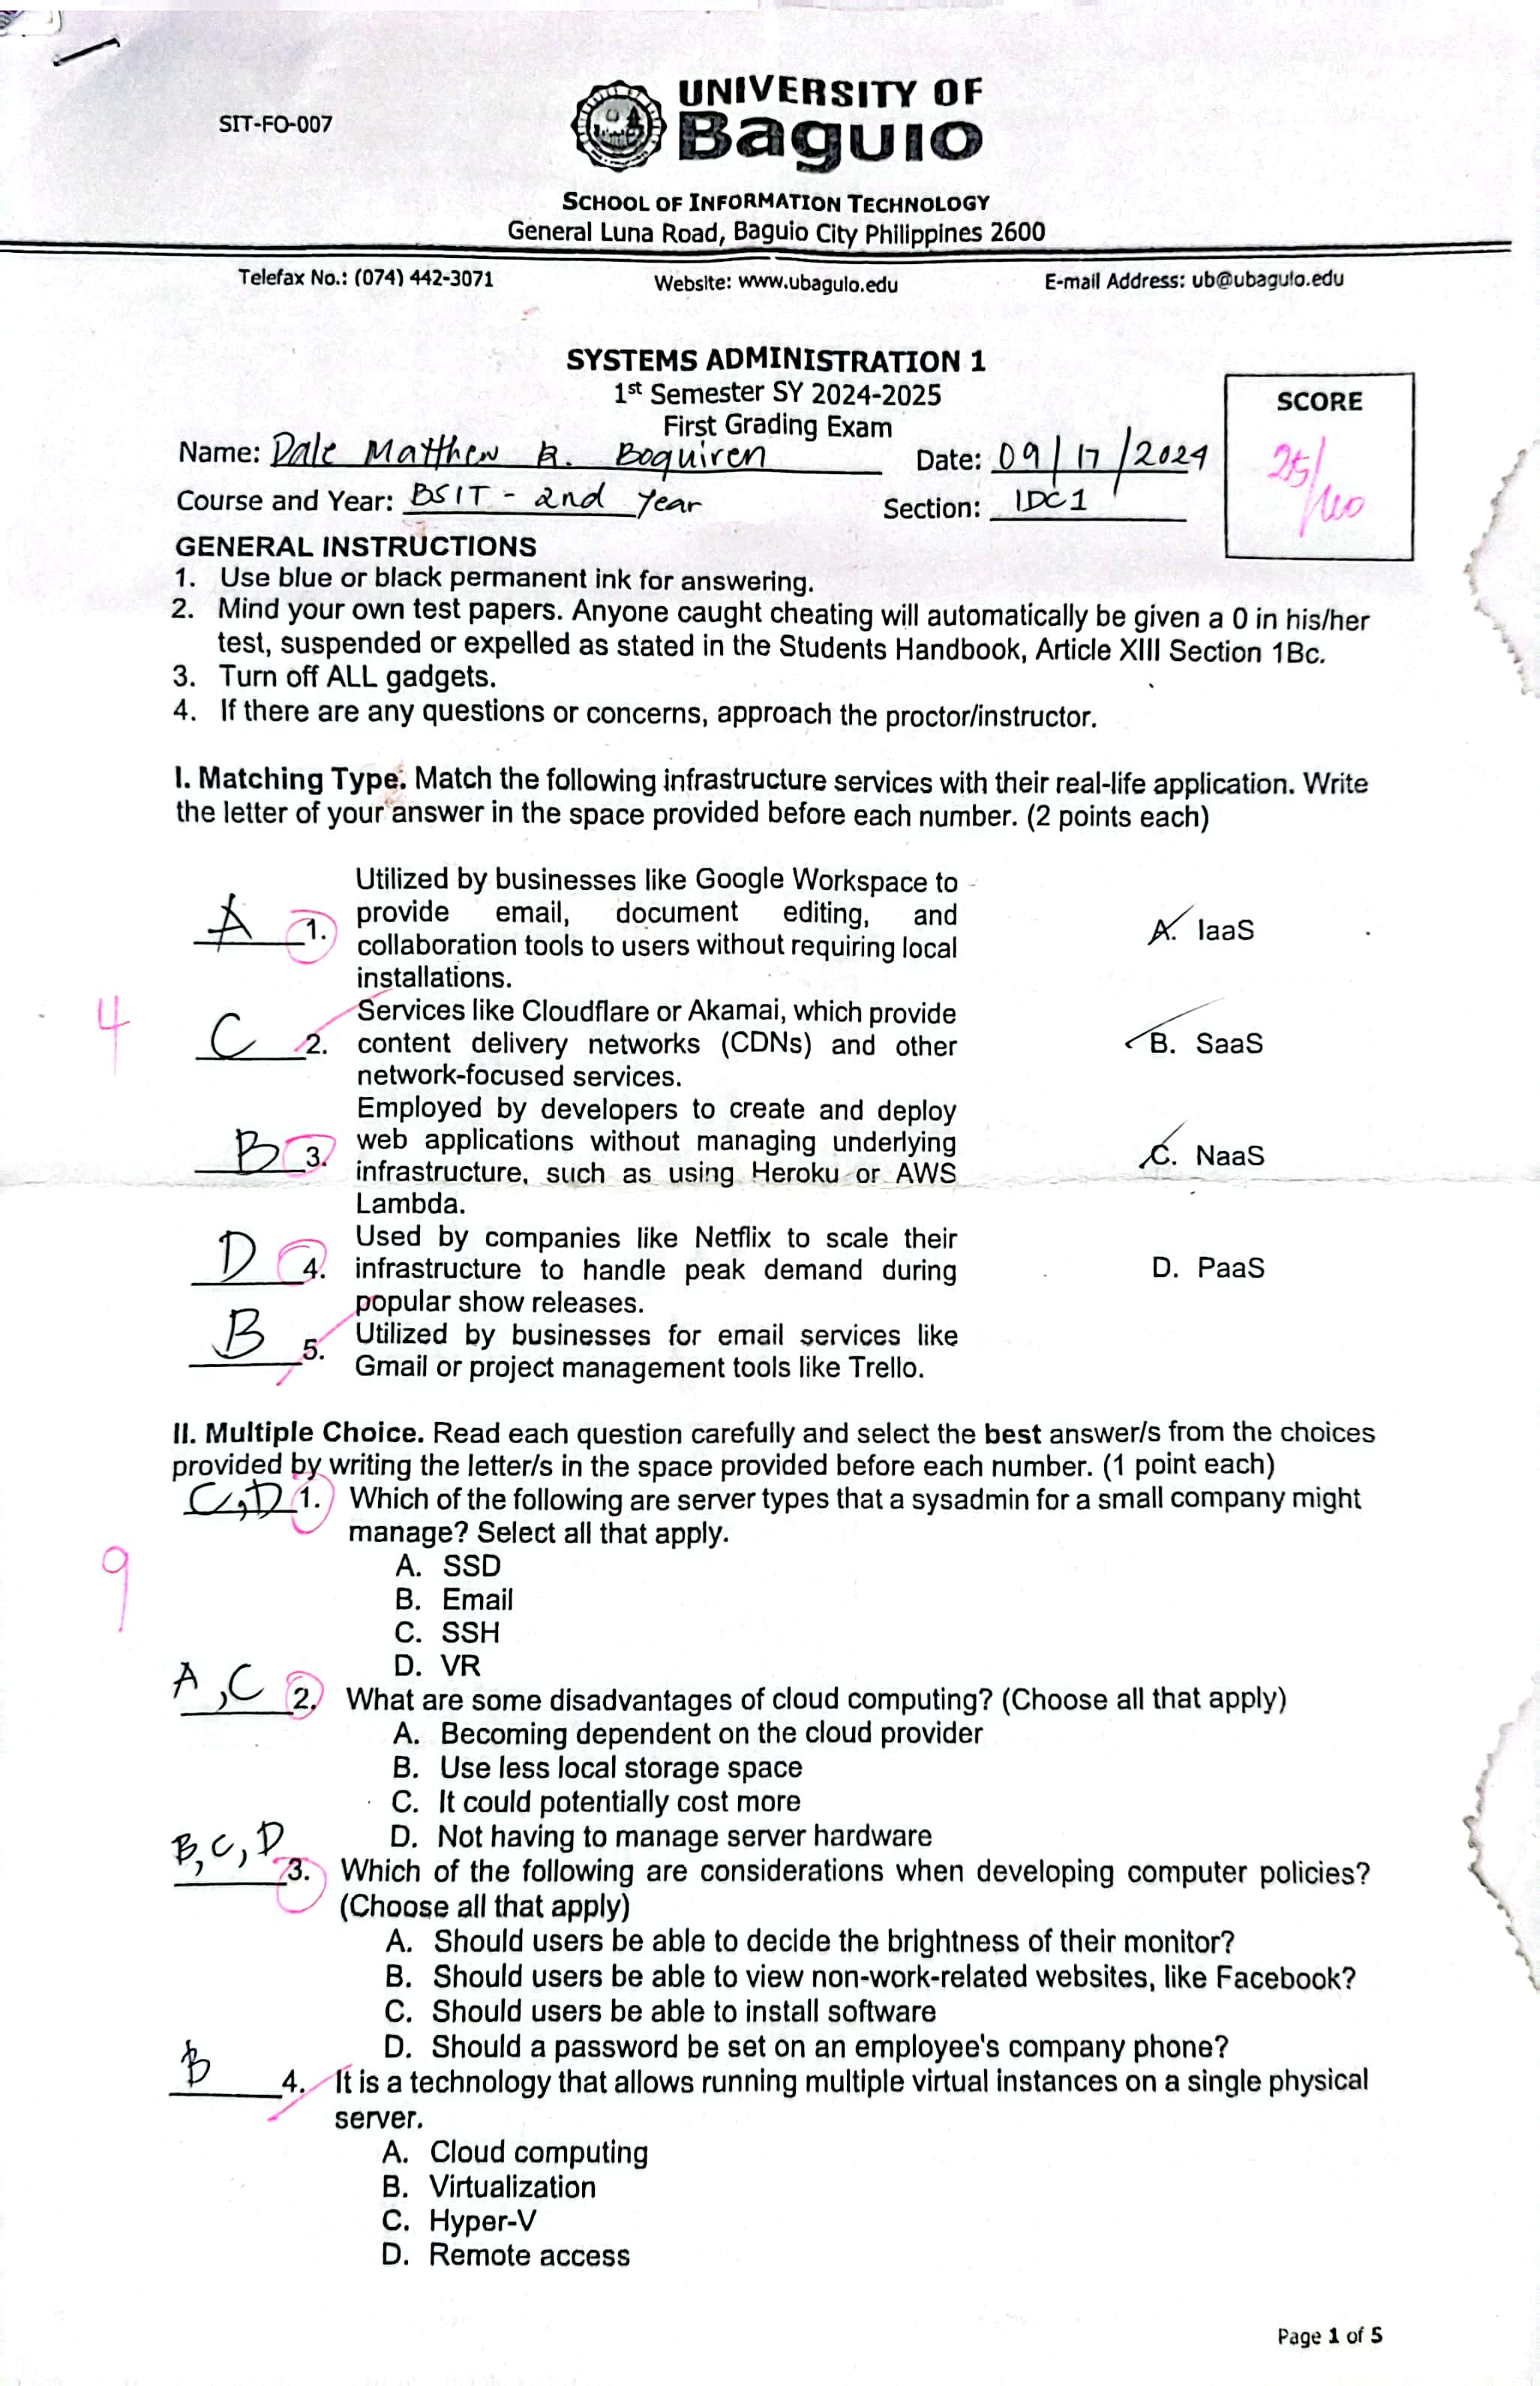 SIT-FO-007
UNIVERSITY OF
Baguio
SCHOOL OF INFORMATION TECHNOLOGY
General Luna Road, Baguio City Philippines 2600
Telefax No.: (074) 442-3071 Website: www.ubaguio.edu E-mail Address: ub@ubaguio.edu
SYSTEMS ADMINISTRATION 1
1st Semester SY 2024-2025
First Grading Exam
SCORE
25/
Name: Dale Matthew R. Boquiren Date: 09/17/2024
Course and Year: BSIT - 2nd Year Section: IDC1
GENERAL INSTRUCTIONS
1. Use blue or black permanent ink for answering.
2. Mind your own test papers. Anyone caught cheating will automatically be given a 0 in his/her
test, suspended or expelled as stated in the Students Handbook, Article XIII Section 1Bc.
3. Turn off ALL gadgets.
4. If there are any questions or concerns, approach the proctor/instructor.
I. Matching Type. Match the following infrastructure services with their real-life application. Write
the letter of your answer in the space provided before each number. (2 points each)
Utilized by businesses like Google Workspace to
A 1. provide email, document editing, and A. IaaS
collaboration tools to users without requiring local
installations.
4
Services like Cloudflare or Akamai, which provide
C 2. content delivery networks (CDNs) and other B. SaaS
network-focused services.
Employed by developers to create and deploy
B 3. web applications without managing underlying C. NaaS
infrastructure, such as using Heroku or AWS
Lambda.
Used by companies like Netflix to scale their
D 4. infrastructure to handle peak demand during D. PaaS
popular show releases.
B 5. Utilized by businesses for email services like
Gmail or project management tools like Trello.
II. Multiple Choice. Read each question carefully and select the best answer/s from the choices
provided by writing the letter/s in the space provided before each number. (1 point each)
C,D 1. Which of the following are server types that a sysadmin for a small company might
manage? Select all that apply.
9
A. SSD
B. Email
C. SSH
D. VR
A,C 2. What are some disadvantages of cloud computing? (Choose all that apply)
A. Becoming dependent on the cloud provider
B. Use less local storage space
C. It could potentially cost more
D. Not having to manage server hardware
B,C,D 3. Which of the following are considerations when developing computer policies?
(Choose all that apply)
A. Should users be able to decide the brightness of their monitor?
B. Should users be able to view non-work-related websites, like Facebook?
C. Should users be able to install software
D. Should a password be set on an employee's company phone?
B 4. It is a technology that allows running multiple virtual instances on a single physical
server.
A. Cloud computing
B. Virtualization
C. Hyper-V
D. Remote access
Page 1 of 5